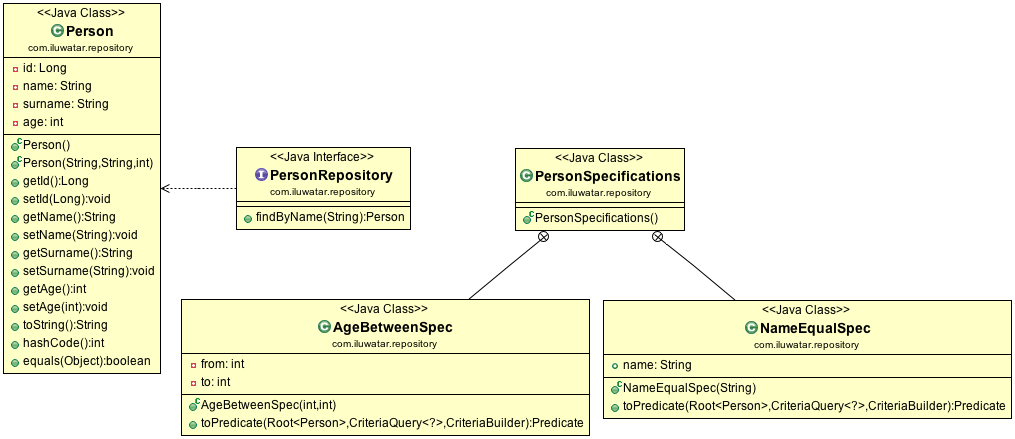 <<Java Class>>
Person
com.iluwatar.repository
id: Long
name: String
surname: String
age: int
Person()
Person(String,String,int)
getId():Long
setId(Long):void
getName():String
setName(String):void
getSurname():String
setSurname(String):void
getAge():int
setAge(int):void
toString():String
hashCode():int
equals(Object):boolean
<<Java Interface>>
PersonRepository
com.iluwatar.repository
findByName(String):Person
<<Java Class>>
PersonSpecifications
com.iluwatar.repository
PersonSpecifications()
<<Java Class>>
AgeBetweenSpec
com.iluwatar.repository
from: int
to: int
AgeBetweenSpec(int,int)
toPredicate(Root<Person>,CriteriaQuery<?>,CriteriaBuilder):Predicate
<<Java Class>>
NameEqualSpec
com.iluwatar.repository
name: String
NameEqualSpec(String)
toPredicate(Root<Person>,CriteriaQuery<?>,CriteriaBuilder):Predicate